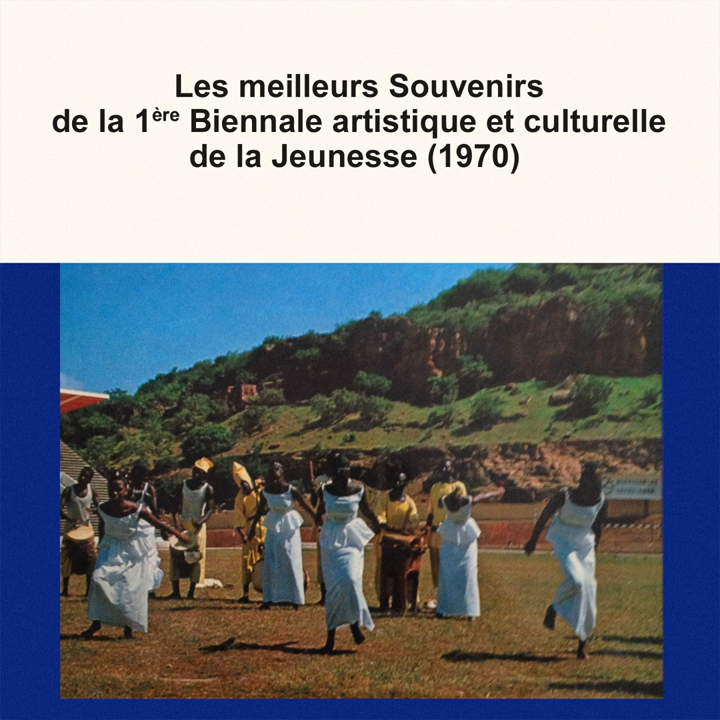 Les meilleurs Souvenirs
de la 1ère Biennale artistique et culturelle
de la Jeunesse (1970)